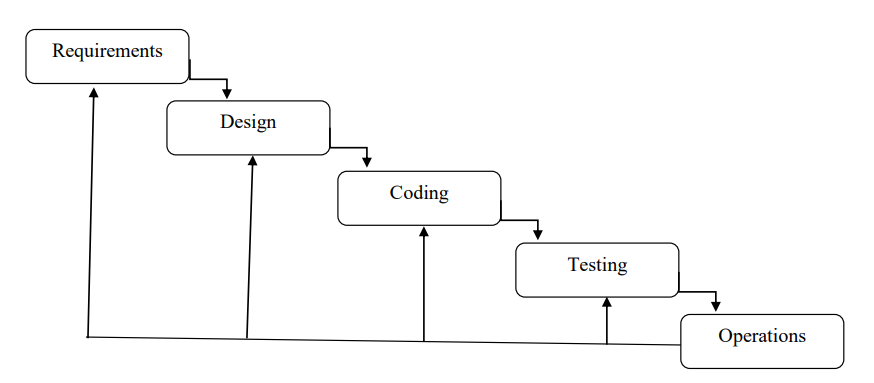 Requirements
Design
Coding
Testing
Operations